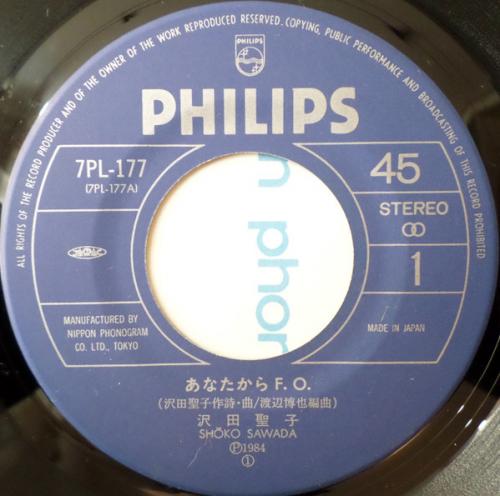 ALL RIGHTS OF THE RECORD PRODUCER AND OF THE OWNER OF THE WORK REPRODUCED RESERVED. COPYING, PUBLIC PERFORMANCE AND BROADCASTING OF THIS RECORD PROHIBITED
PHILIPS
PHILIPS
7PL-177
(7PL-177A)
45
STEREO
1
n phor
MANUFACTURED BY
NIPPON PHONOGRAM
CO. LTD., TOKYO
MADE IN JAPAN
あなたからF. O.
(沢田聖子作詩・曲/渡辺博也編曲)
沢田聖子
SHŌKO SAWADA
Ⓟ1984
①